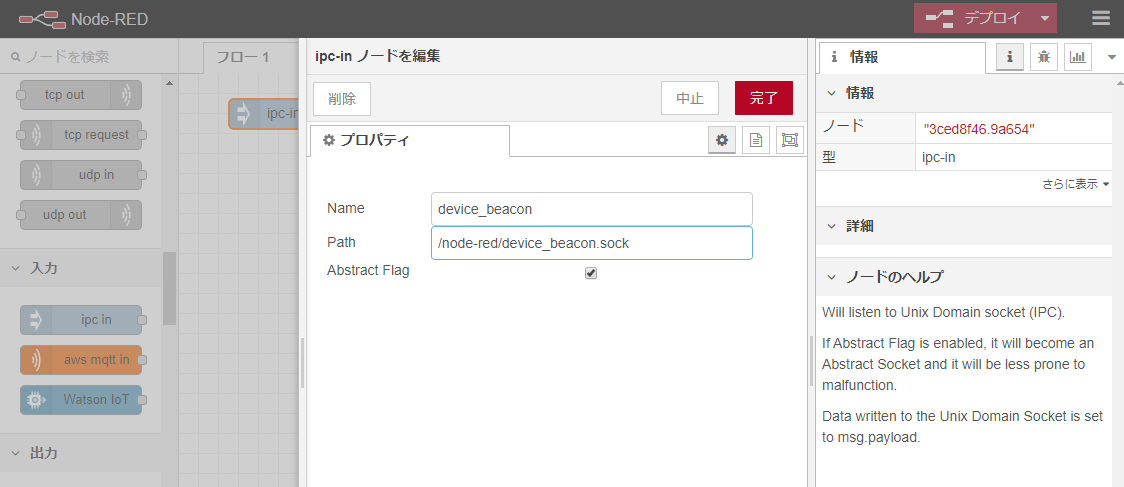 Node-RED
デプロイ
ノードを検索
tcp out
tcp request
udp in
udp out
入力
ipc in
aws mqtt in
Watson IoT
出力
フロー 1
ipc-in
ipc-in ノードを編集
削除
中止
完了
プロパティ
Name
device_beacon
Path
/node-red/device_beacon.sock
Abstract Flag
情報
情報
ノード
"3ced8f46.9a654"
型
ipc-in
さらに表示
詳細
ノードのヘルプ
Will listen to Unix Domain socket (IPC).
If Abstract Flag is enabled, it will become an
Abstract Socket and it will be less prone to
malfunction.
Data written to the Unix Domain Socket is set
to msg.payload.